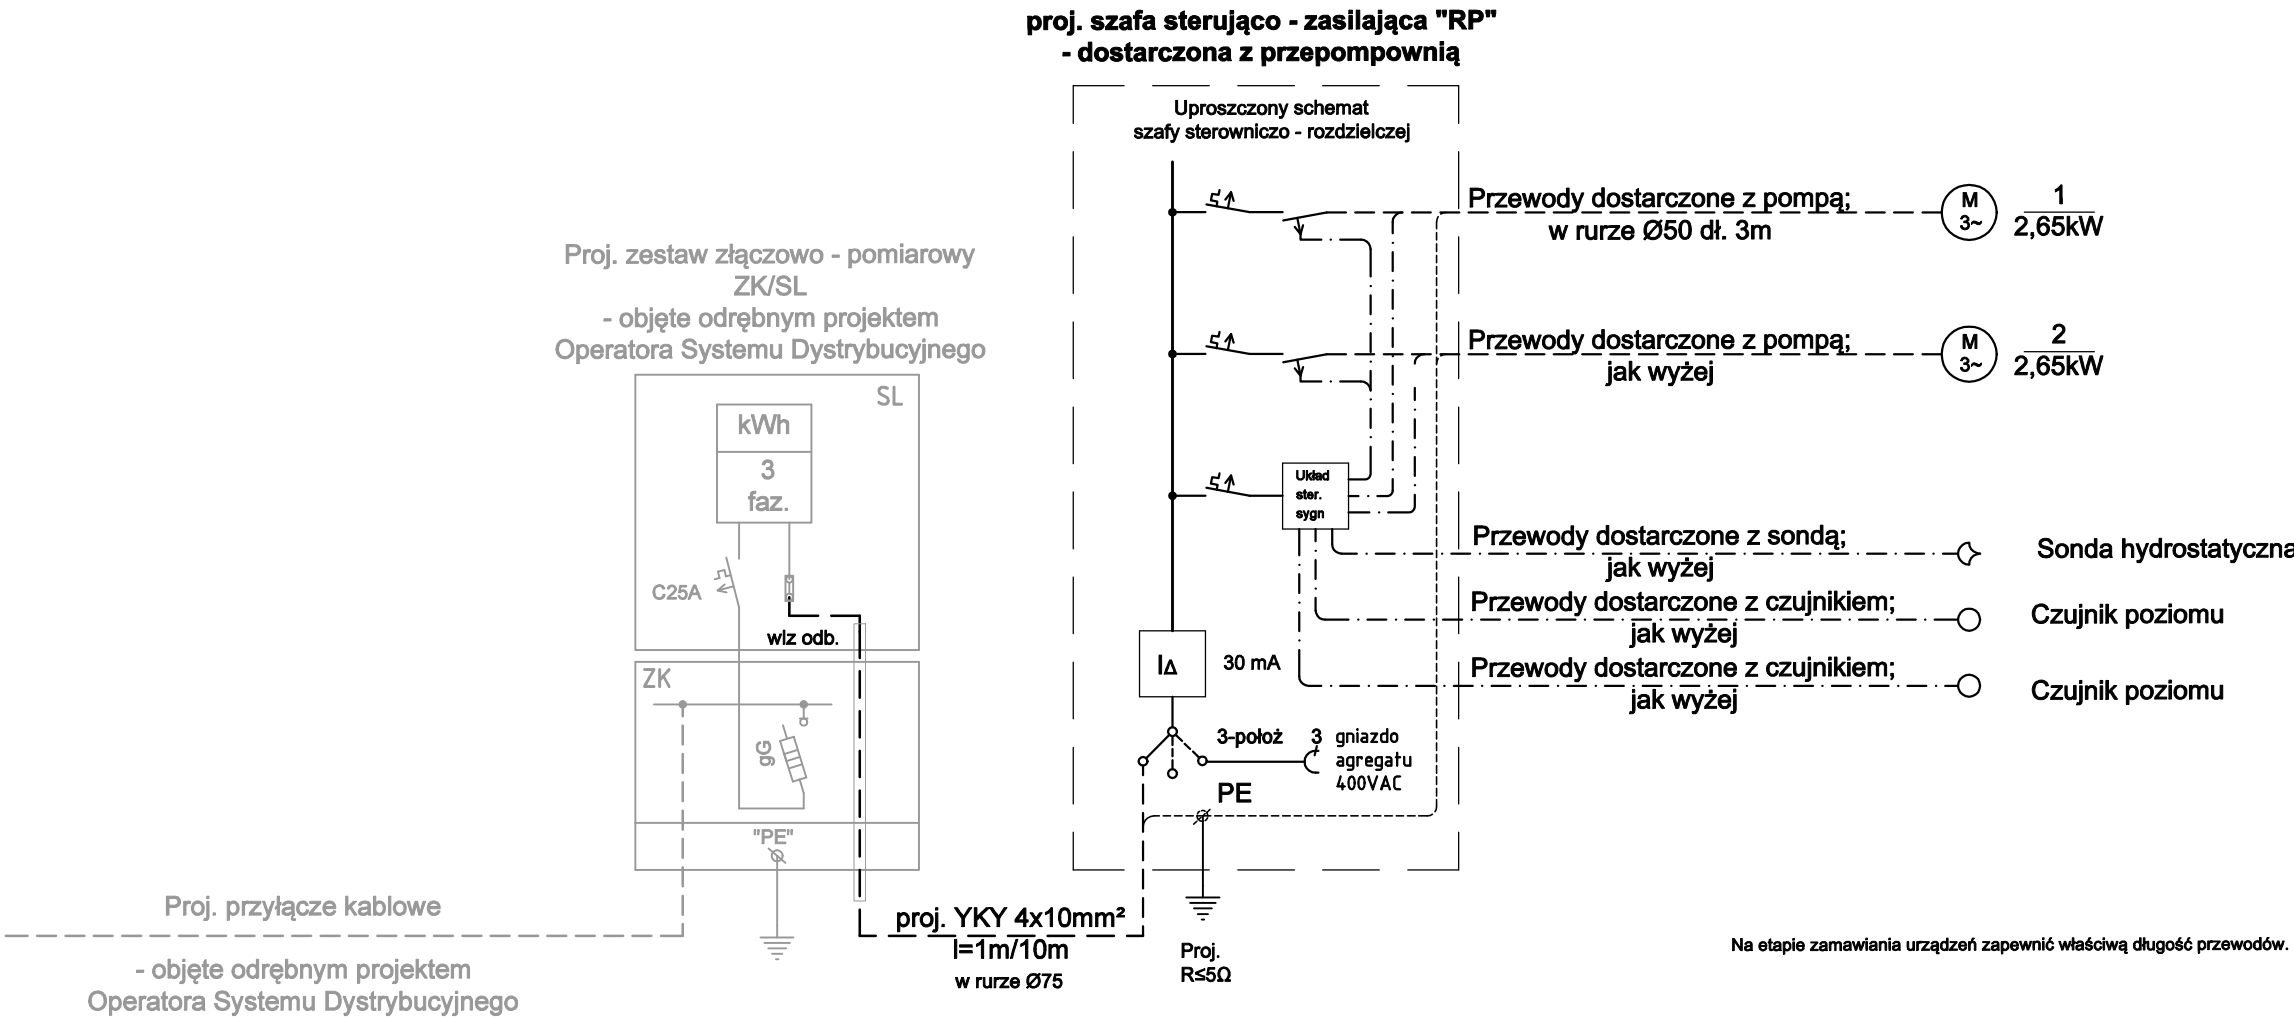 proj. szafa sterująco - zasilająca "RP"
- dostarczona z przepompownią
Uproszczony schemat
szafy sterowniczo - rozdzielczej
Przewody dostarczone z pompą;
w rurze Ø50 dł. 3m
M
3~
1
2,65kW
Przewody dostarczone z pompą;
jak wyżej
M
3~
2
2,65kW
Układ
ster.
sygn
Przewody dostarczone z sondą;
jak wyżej
Sonda hydrostatyczna
Przewody dostarczone z czujnikiem;
jak wyżej
Czujnik poziomu
Przewody dostarczone z czujnikiem;
jak wyżej
Czujnik poziomu
I∆
30 mA
3-położ
3
gniazdo
agregatu
400VAC
PE
Proj.
R≤5Ω
Proj. zestaw złączowo - pomiarowy
ZK/SL
- objęte odrębnym projektem
Operatora Systemu Dystrybucyjnego
SL
kWh
3
faz.
C25A
wlz odb.
ZK
gG
"PE"
Proj. przyłącze kablowe
- objęte odrębnym projektem
Operatora Systemu Dystrybucyjnego
proj. YKY 4x10mm²
l=1m/10m
w rurze Ø75
Na etapie zamawiania urządzeń zapewnić właściwą długość przewodów.